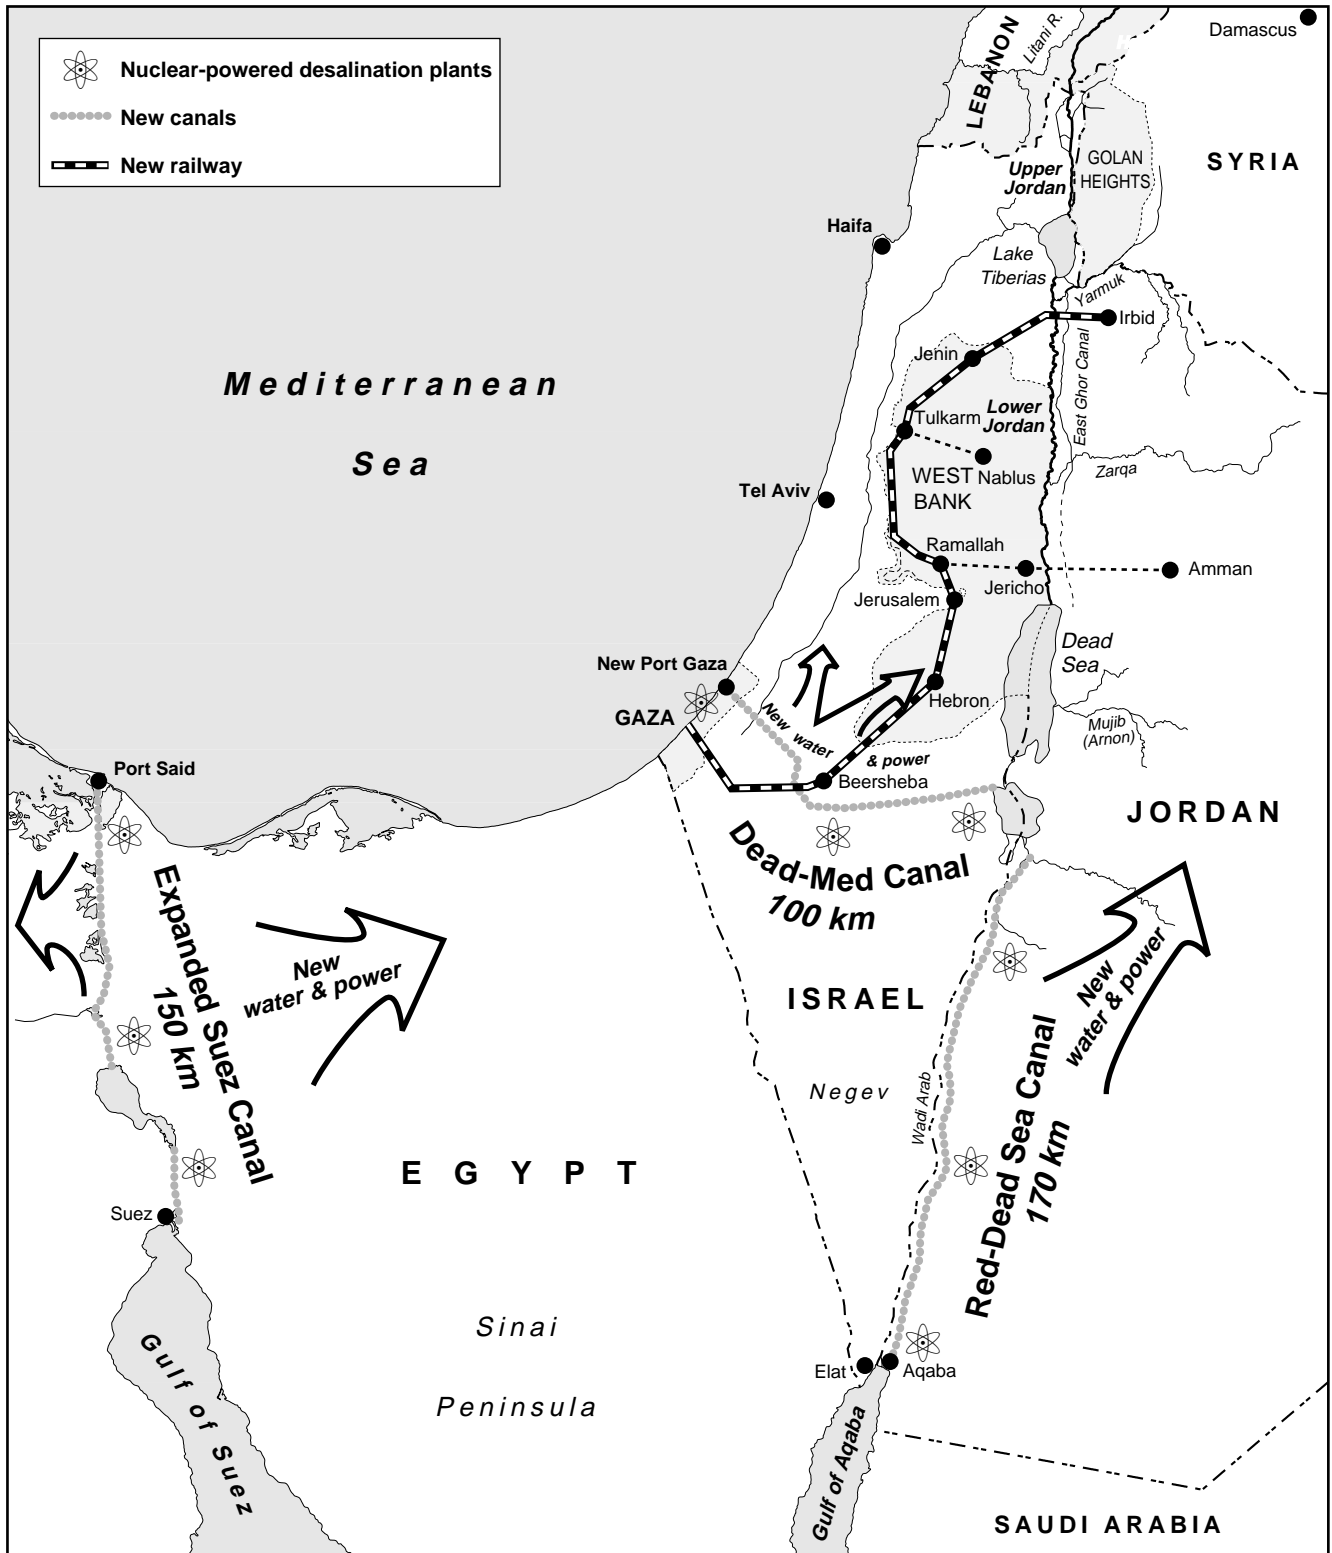 Nuclear-powered desalination plants
New canals
New railway
Damascus
Litani R.
LEBANON
SYRIA
GOLAN
HEIGHTS
Upper
Jordan
Haifa
Lake
Tiberias
Yarmuk
Irbid
Jenin
East Ghor Canal
Mediterranean
Sea
Tulkarm
Lower
Jordan
Zarqa
WEST
BANK
Nablus
Tel Aviv
Ramallah
Jericho
Amman
Jerusalem
Dead
Sea
New Port Gaza
GAZA
Hebron
Mujib
(Arnon)
New water
& power
Beersheba
Port Said
JORDAN
Dead-Med Canal
100 km
Expanded Suez Canal
150 km
New
water & power
ISRAEL
New
water & power
Negev
Wadi Arab
Red-Dead Sea Canal
170 km
EGYPT
Suez
Sinai
Peninsula
Gulf of Suez
Elat
Aqaba
Gulf of Aqaba
SAUDI ARABIA